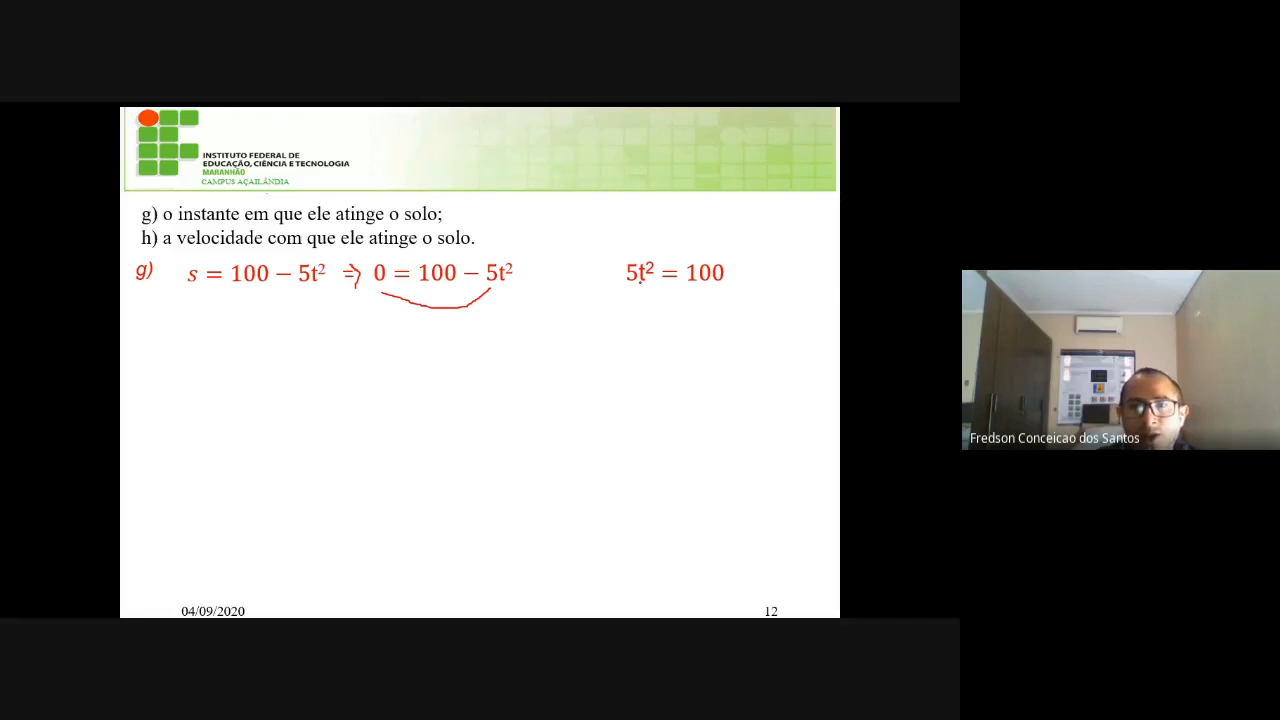 INSTITUTO FEDERAL DE
EDUCAÇÃO, CIÊNCIA E TECNOLOGIA
MARANHÃO
CAMPUS AÇAILÂNDIA
g) o instante em que ele atinge o solo;
h) a velocidade com que ele atinge o solo.
g) s = 100 − 5t² ⇒ 0 = 100 − 5t² 5t² = 100
Fredson Conceicao dos Santos
04/09/2020 12